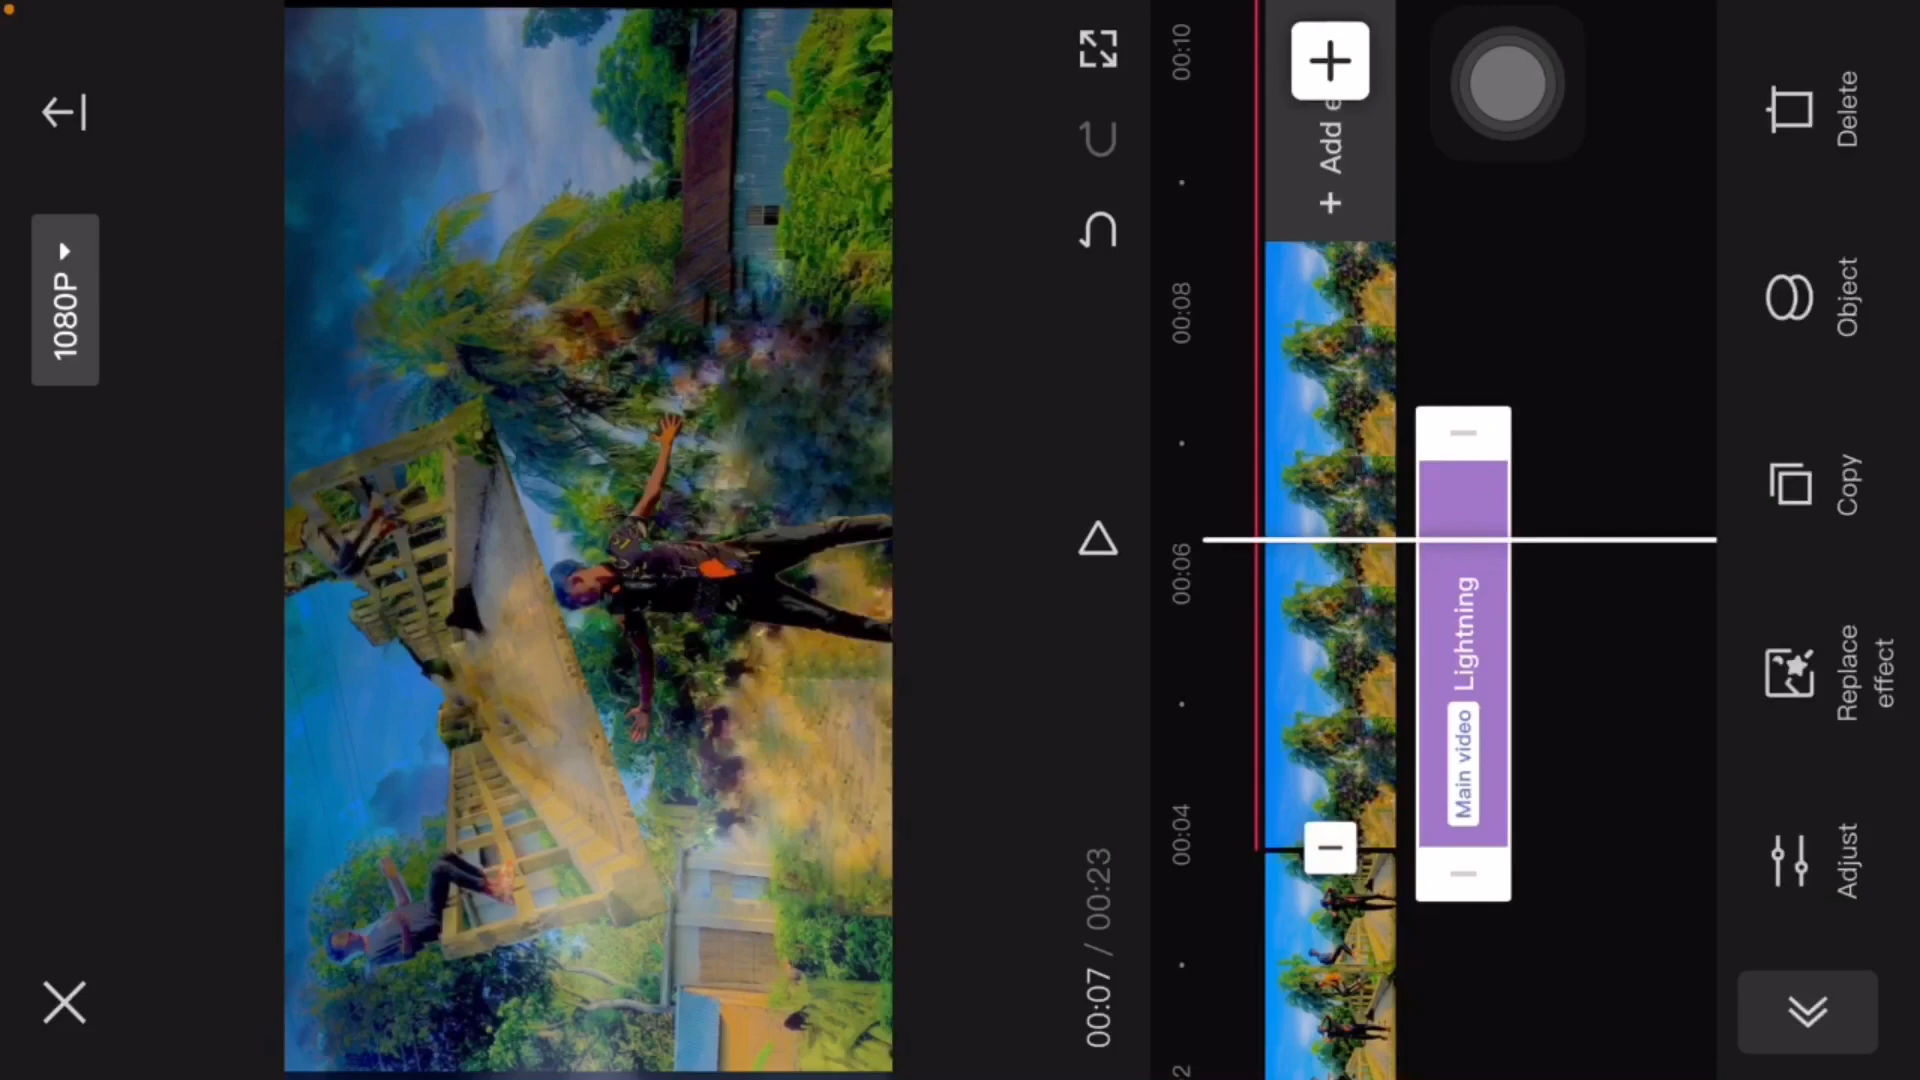 1080P
00:07 / 00:23
2
00:04
00:06
00:08
00:10
+ Add e
Main video
Lightning
Adjust
Replace
effect
Copy
Object
Delete